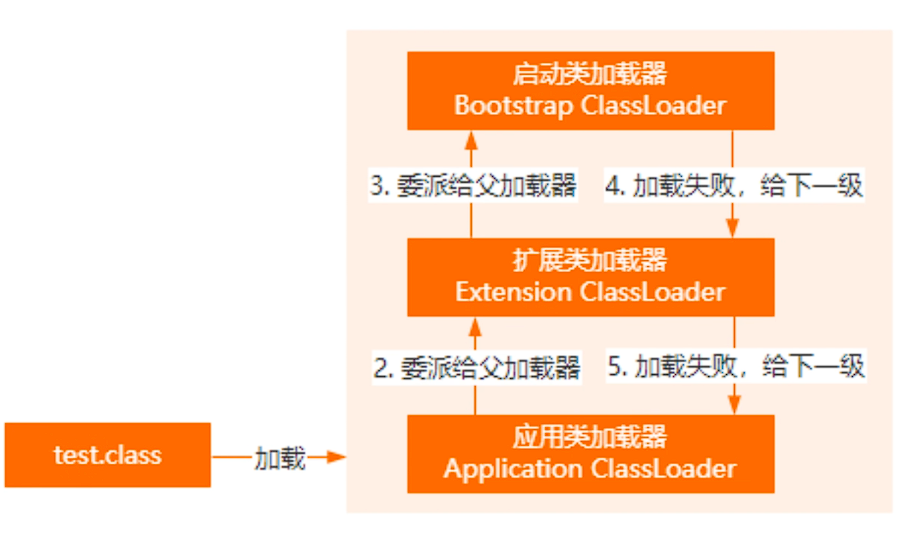 启动类加载器
Bootstrap ClassLoader
3. 委派给父加载器
4. 加载失败，给下一级
扩展类加载器
Extension ClassLoader
2. 委派给父加载器
5. 加载失败，给下一级
应用类加载器
Application ClassLoader
test.class
加载